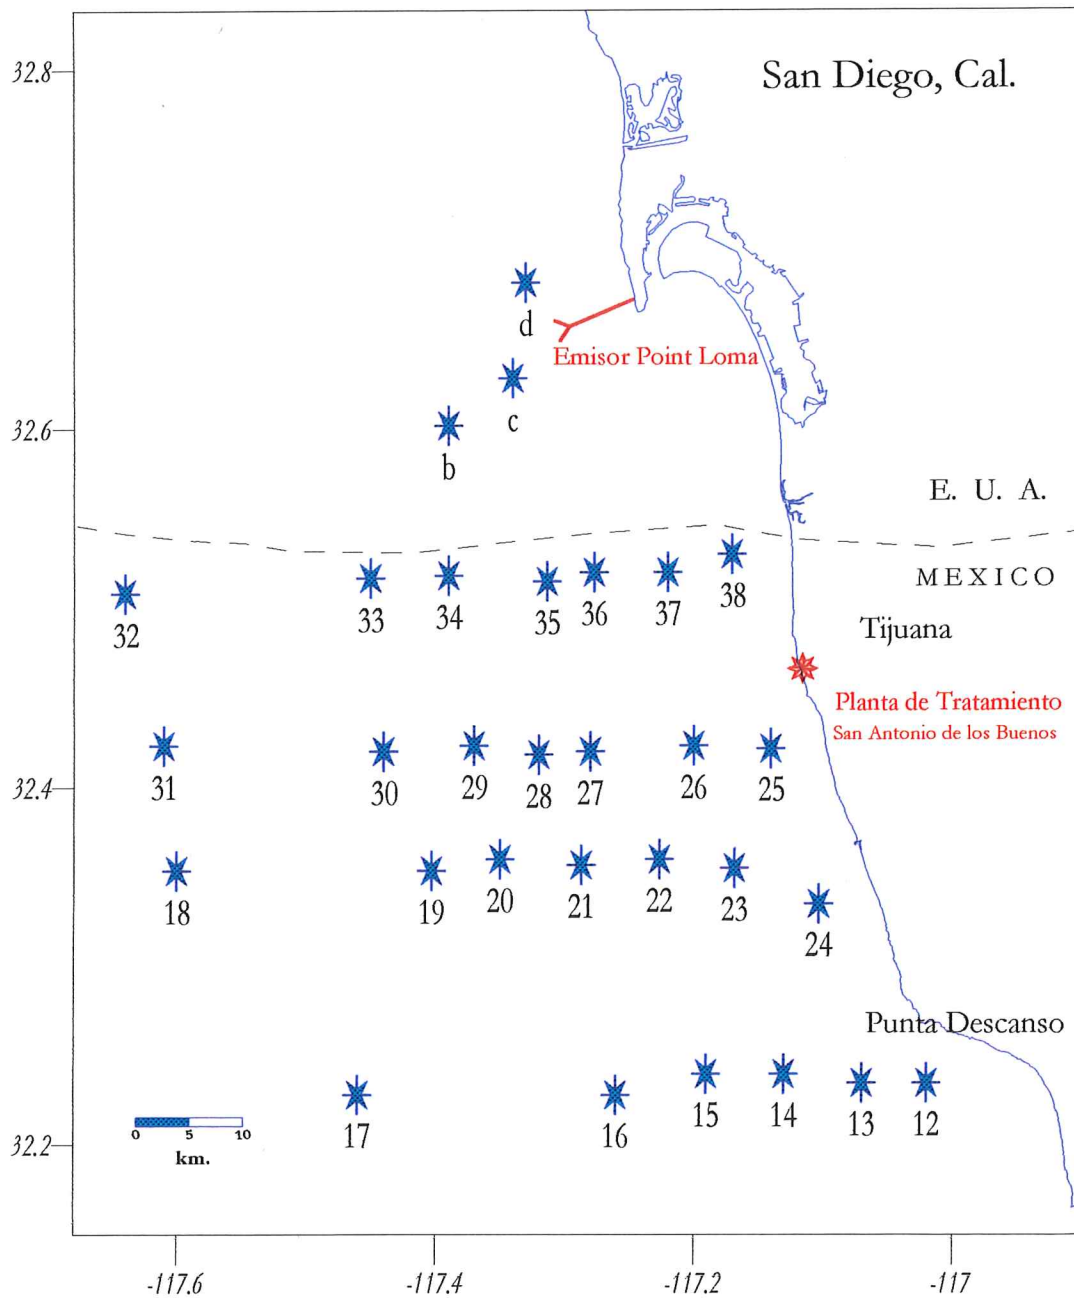 32.8
San Diego, Cal.
d
Emisor Point Loma
c
32.6
b
E. U. A.
MEXICO
32
33
34
35
36
37
38
Tijuana
Planta de Tratamiento
San Antonio de los Buenos
31
30
29
28
27
26
25
32.4
18
19
20
21
22
23
24
Punta Descanso
17
16
15
14
13
12
0 5 10
km.
32.2
-117.6 -117.4 -117.2 -117